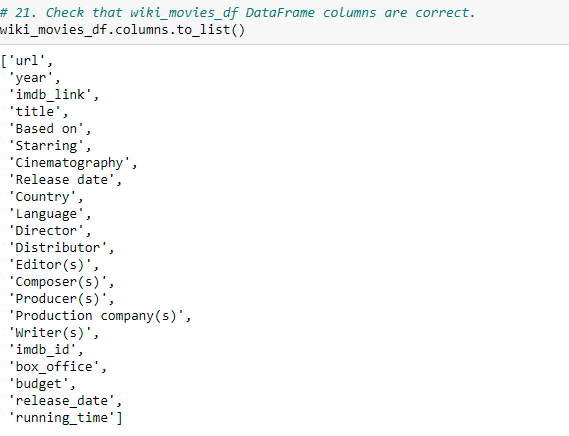 # 21. Check that wiki_movies_df DataFrame columns are correct.
wiki_movies_df.columns.to_list()
['url',
'year',
'imdb_link',
'title',
'Based on',
'Starring',
'Cinematography',
'Release date',
'Country',
'Language',
'Director',
'Distributor',
'Editor(s)',
'Composer(s)',
'Producer(s)',
'Production company(s)',
'Writer(s)',
'imdb_id',
'box_office',
'budget',
'release_date',
'running_time']